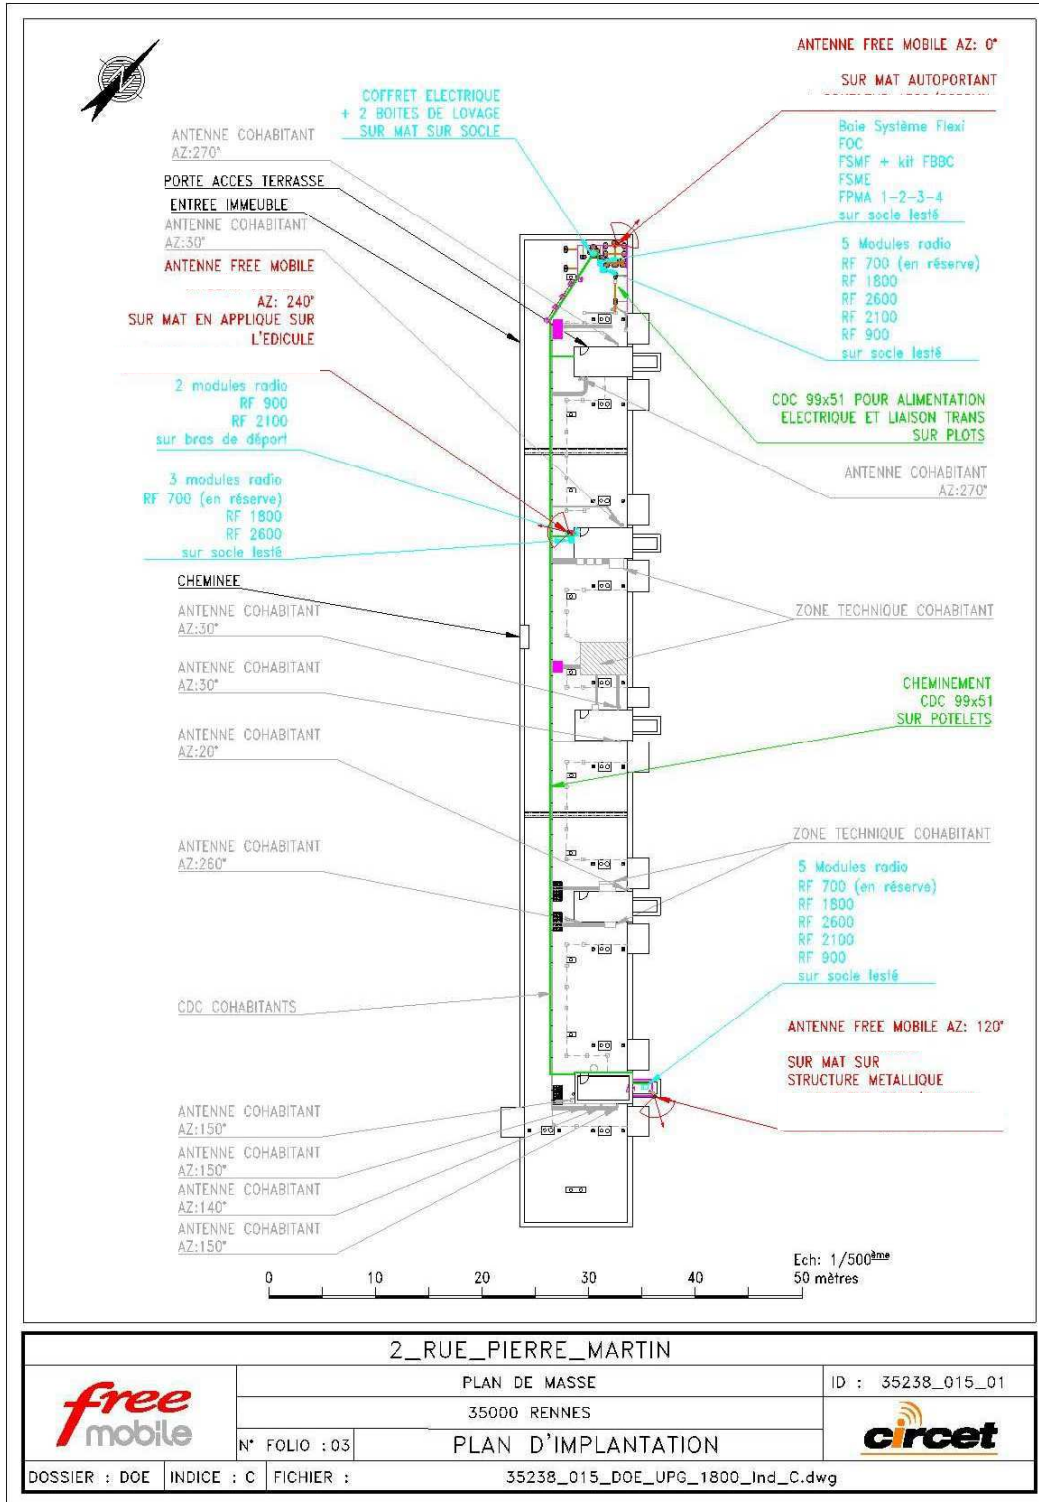 ANTENNE FREE MOBILE AZ: 0°
SUR MAT AUTOPORTANT
COFFRET ELECTRIQUE
+ 2 BOITES DE LOVAGE
SUR MAT SUR SOCLE
Baie Système Flexi
FOC
FSMF + kit FBBC
FSME
FPMA 1-2-3-4
sur socle lesté
ANTENNE COHABITANT
AZ:270°
PORTE ACCES TERRASSE
ENTREE IMMEUBLE
ANTENNE COHABITANT
AZ:30°
ANTENNE FREE MOBILE
AZ: 240°
SUR MAT EN APPLIQUE SUR
L'EDICULE
5 Modules radio
RF 700 (en réserve)
RF 1800
RF 2600
RF 2100
RF 900
sur socle lesté
2 modules radio
RF 900
RF 2100
sur bras de déport
CDC 99x51 POUR ALIMENTATION
ELECTRIQUE ET LIAISON TRANS
SUR PLOTS
3 modules radio
RF 700 (en réserve)
RF 1800
RF 2600
sur socle lesté
ANTENNE COHABITANT
AZ:270°
CHEMINEE
ANTENNE COHABITANT
AZ:30°
ZONE TECHNIQUE COHABITANT
ANTENNE COHABITANT
AZ:30°
CHEMINEMENT
CDC 99x51
SUR POTELETS
ANTENNE COHABITANT
AZ:20°
ANTENNE COHABITANT
AZ:260°
ZONE TECHNIQUE COHABITANT
5 Modules radio
RF 700 (en réserve)
RF 1800
RF 2600
RF 2100
RF 900
sur socle lesté
CDC COHABITANTS
ANTENNE FREE MOBILE AZ: 120°
SUR MAT SUR
STRUCTURE METALLIQUE
ANTENNE COHABITANT
AZ:150°
ANTENNE COHABITANT
AZ:150°
ANTENNE COHABITANT
AZ:140°
ANTENNE COHABITANT
AZ:150°
Ech: 1/500ème
0 10 20 30 40 50 mètres
2_RUE_PIERRE_MARTIN
free mobile
PLAN DE MASSE
ID : 35238_015_01
35000 RENNES
circet
N° FOLIO :03
PLAN D'IMPLANTATION
DOSSIER : DOE
INDICE : C
FICHIER :
35238_015_DOE_UPG_1800_Ind_C.dwg